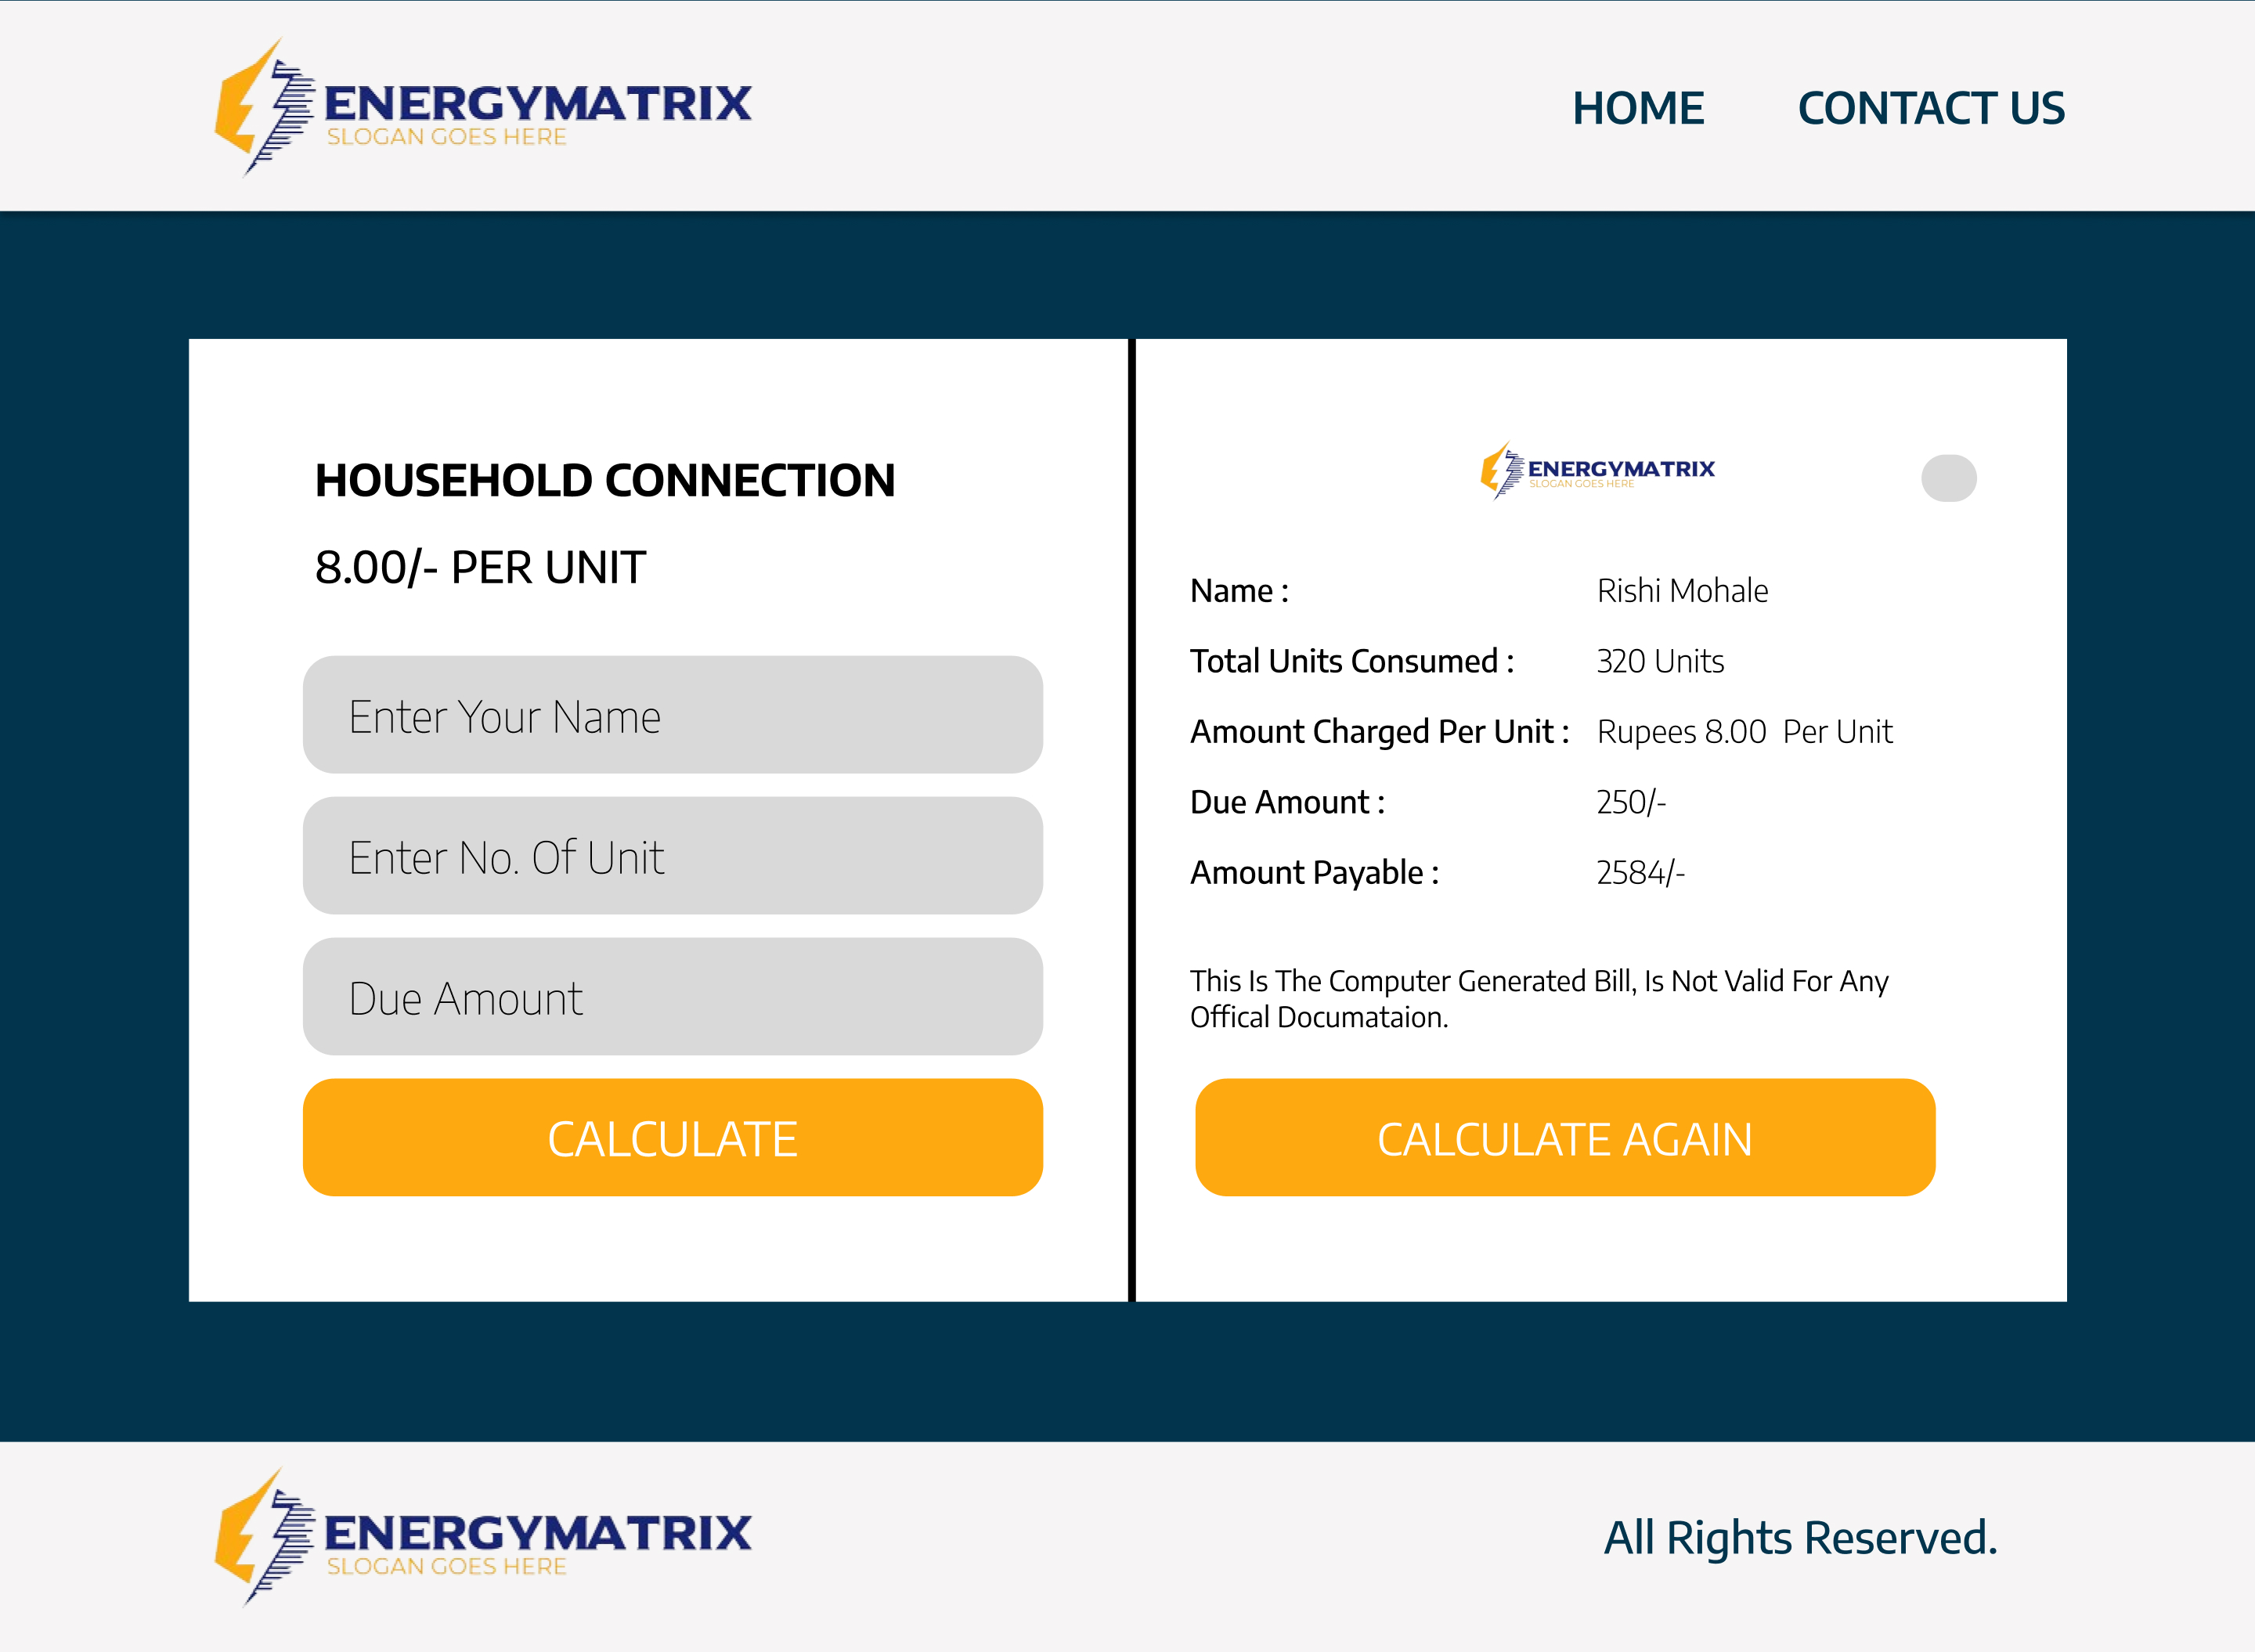 ENERGYMATRIX
SLOGAN GOES HERE
HOME CONTACT US
HOUSEHOLD CONNECTION
8.00/- PER UNIT
Enter Your Name
Enter No. Of Unit
Due Amount
CALCULATE
ENERGYMATRIX
SLOGAN GOES HERE
Name : Rishi Mohale
Total Units Consumed : 320 Units
Amount Charged Per Unit : Rupees 8.00 Per Unit
Due Amount : 250/-
Amount Payable : 2584/-
This Is The Computer Generated Bill, Is Not Valid For Any
Offical Documataion.
CALCULATE AGAIN
ENERGYMATRIX
SLOGAN GOES HERE
All Rights Reserved.